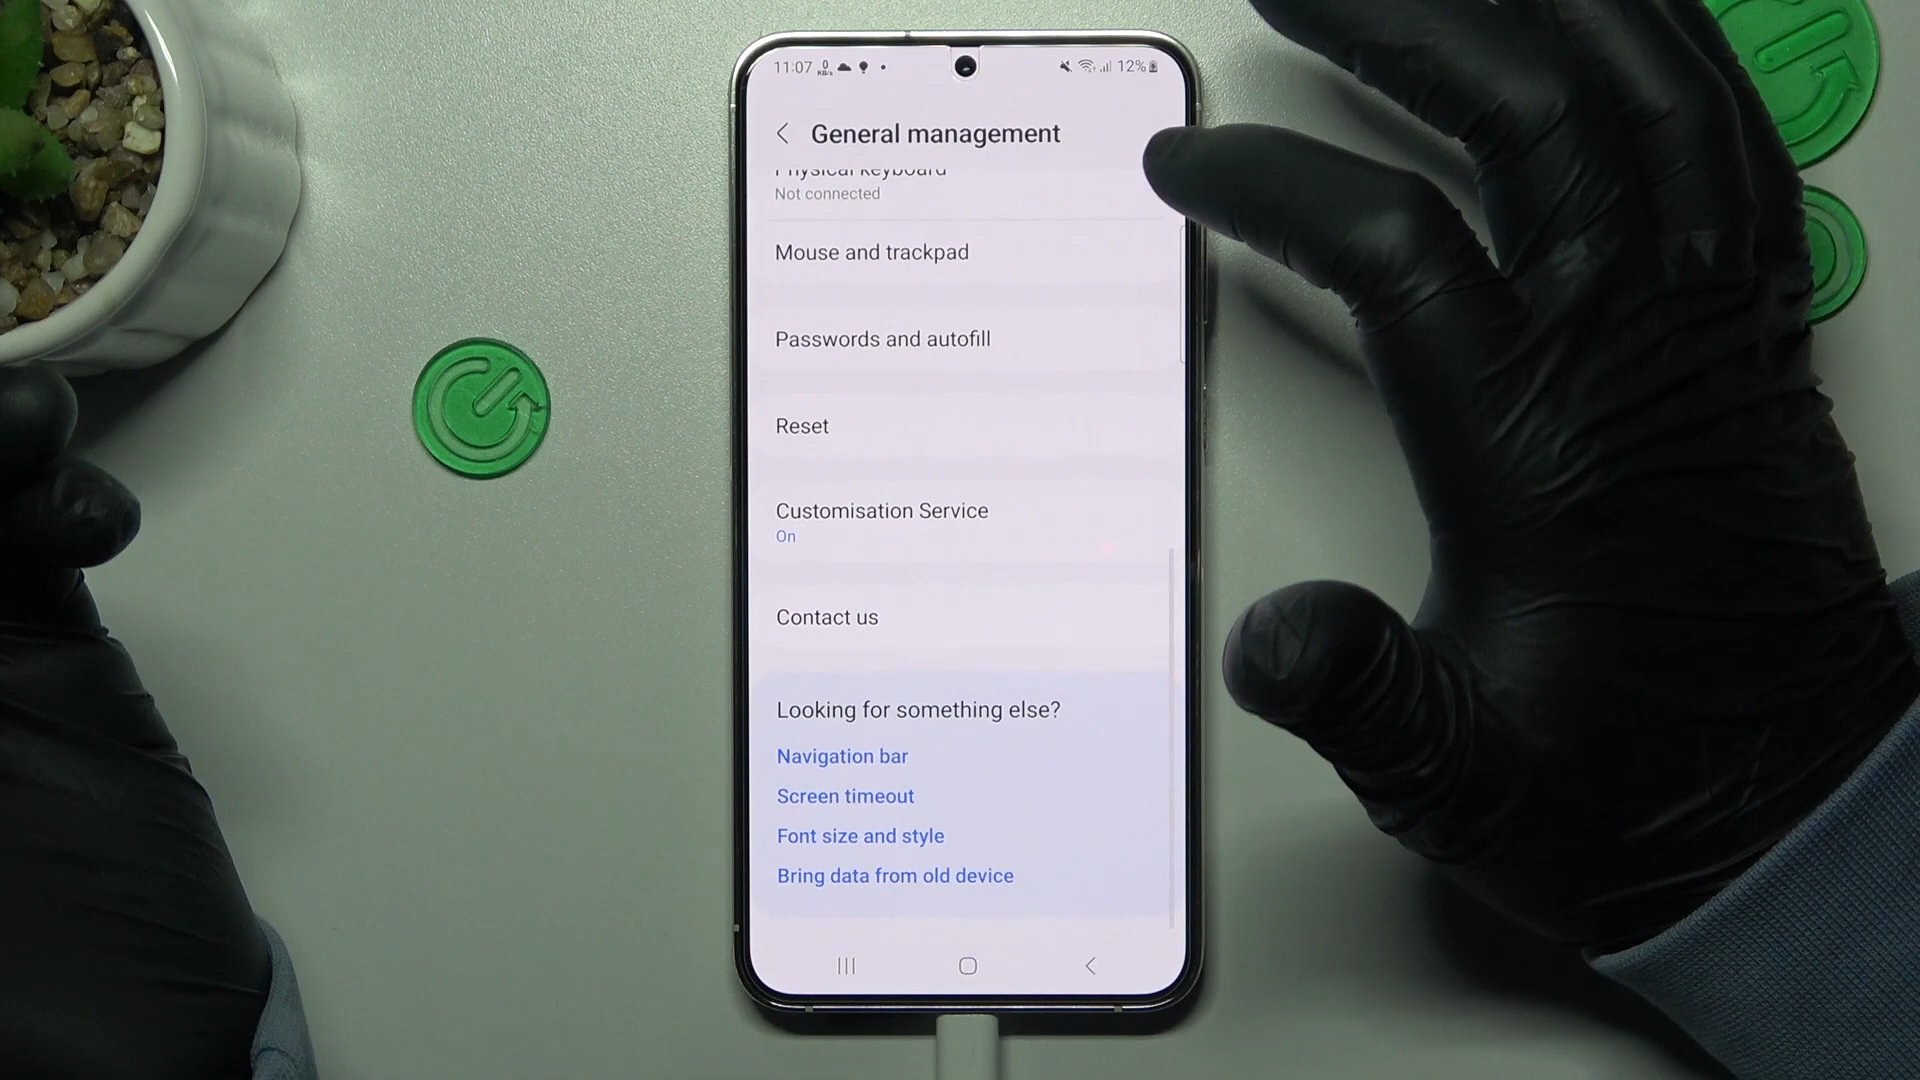 11:07 0 KB/s 12%
General management
Physical keyboard
Not connected
Mouse and trackpad
Passwords and autofill
Reset
Customisation Service
On
Contact us
Looking for something else?
Navigation bar
Screen timeout
Font size and style
Bring data from old device